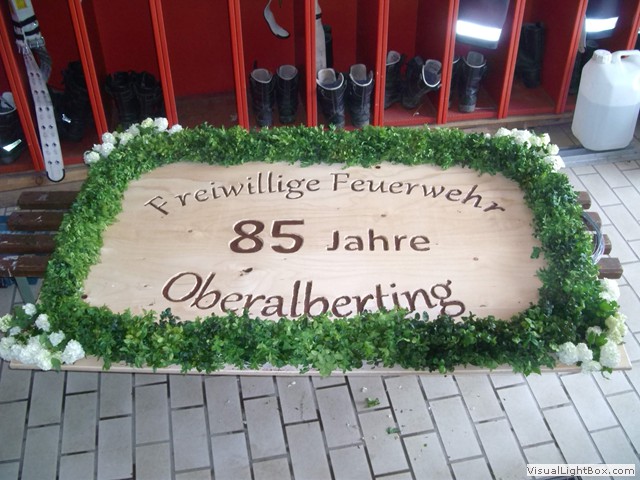 Freiwillige Feuerwehr
85 Jahre
Oberalberting
VisualLightBox.com